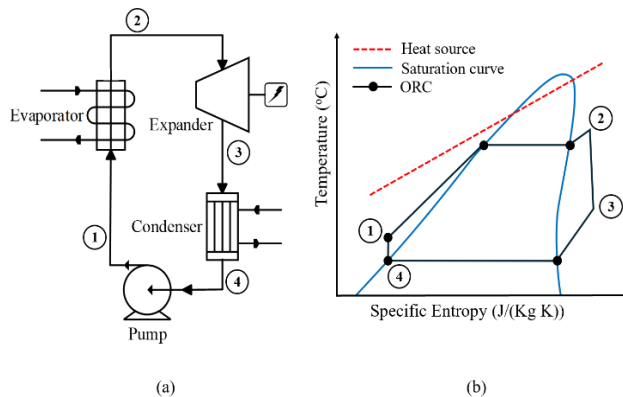 2
Evaporator
Expander
3
Condenser
1
4
Pump
(a)
Heat source
Saturation curve
ORC
Temperature (°C)
2
3
1
4
Specific Entropy (J/(Kg K))
(b)